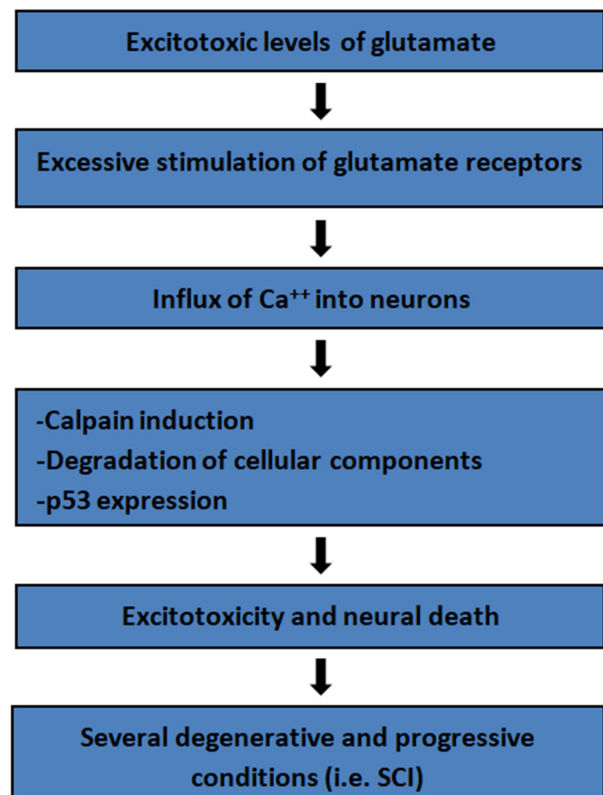 Excitotoxic levels of glutamate
Excessive stimulation of glutamate receptors
Influx of Ca⁺⁺ into neurons
-Calpain induction
-Degradation of cellular components
-p53 expression
Excitotoxicity and neural death
Several degenerative and progressive
conditions (i.e. SCI)